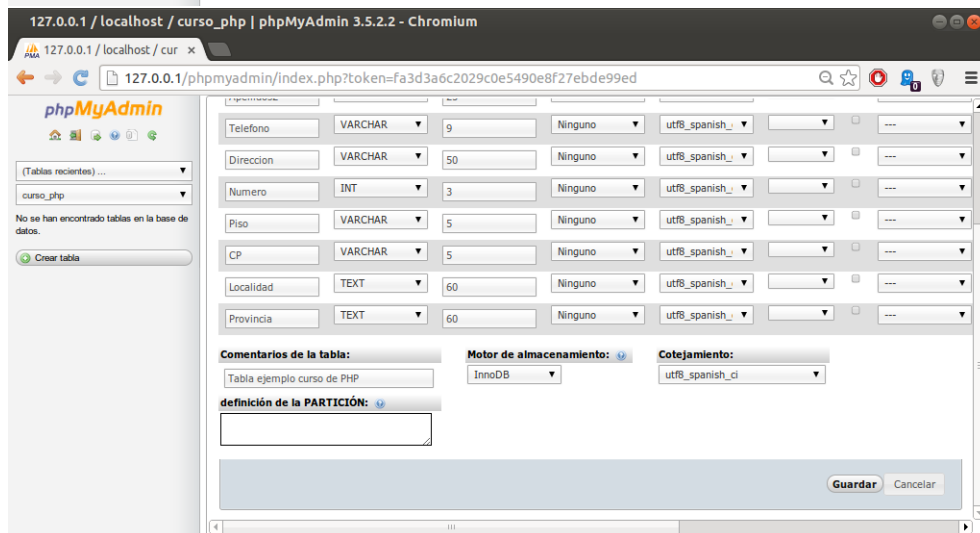 127.0.0.1 / localhost / curso_php | phpMyAdmin 3.5.2.2 - Chromium
127.0.0.1 / localhost / cur ×
127.0.0.1/phpmyadmin/index.php?token=fa3d3a6c2029c0e5490e8f27ebde99ed
phpMyAdmin
(Tablas recientes) ...
curso_php
No se han encontrado tablas en la base de
datos.
Crear tabla
Telefono VARCHAR 9 Ninguno utf8_spanish_ ---
Direccion VARCHAR 50 Ninguno utf8_spanish_ ---
Numero INT 3 Ninguno utf8_spanish_ ---
Piso VARCHAR 5 Ninguno utf8_spanish_ ---
CP VARCHAR 5 Ninguno utf8_spanish_ ---
Localidad TEXT 60 Ninguno utf8_spanish_ ---
Provincia TEXT 60 Ninguno utf8_spanish_ ---
Comentarios de la tabla: Motor de almacenamiento: Cotejamiento:
Tabla ejemplo curso de PHP InnoDB utf8_spanish_ci
definición de la PARTICIÓN:
Guardar Cancelar